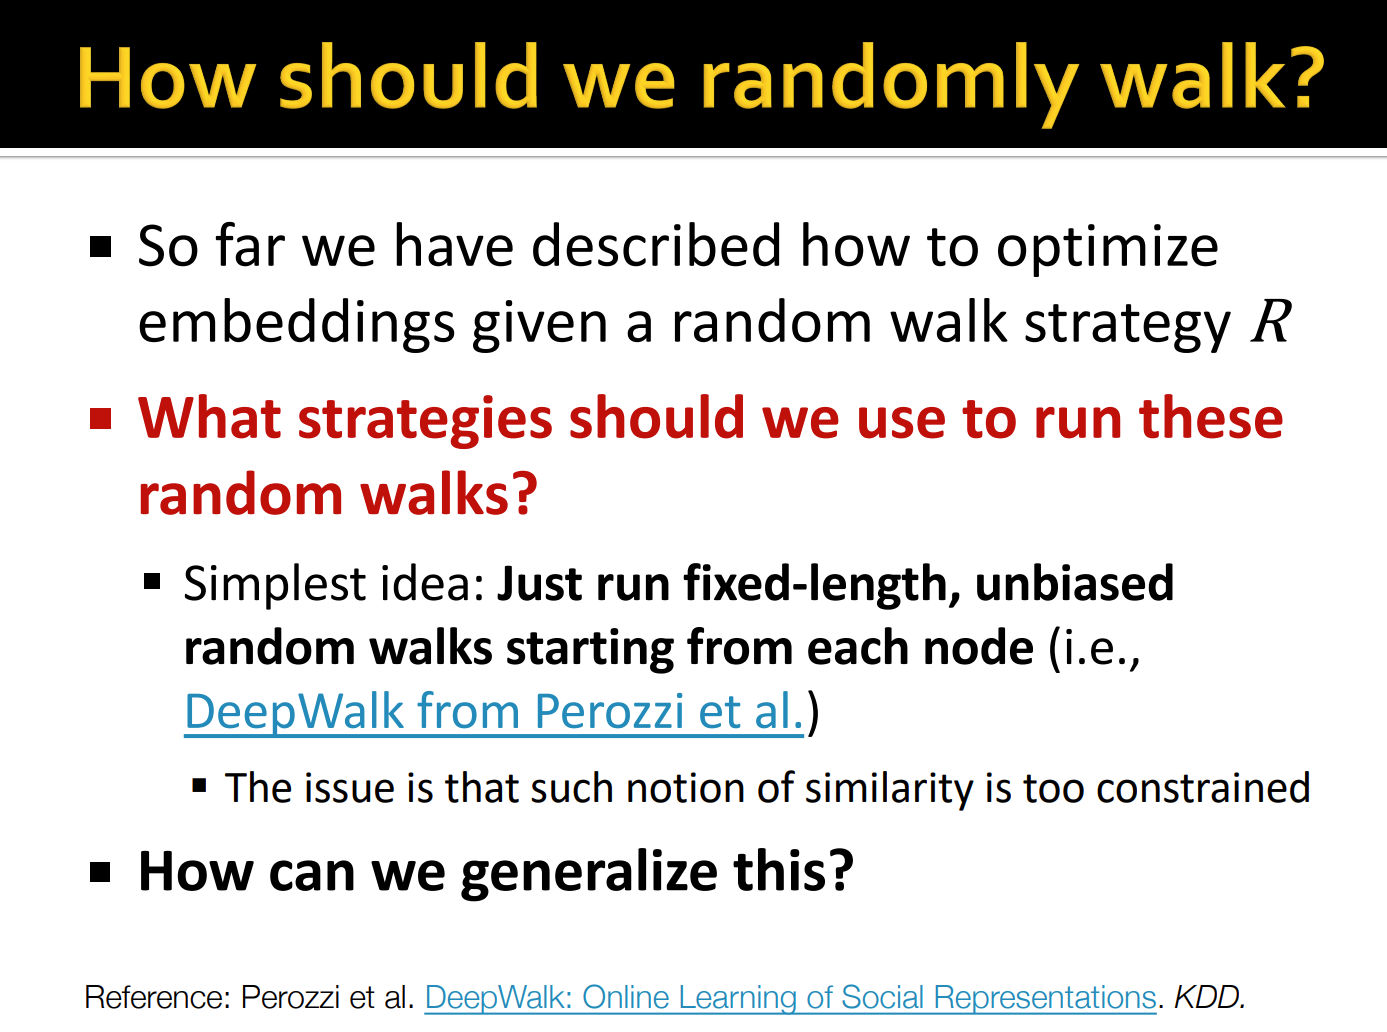 How should we randomly walk?
So far we have described how to optimize
embeddings given a random walk strategy R
What strategies should we use to run these
random walks?
Simplest idea: Just run fixed-length, unbiased
random walks starting from each node (i.e.,
DeepWalk from Perozzi et al.)
The issue is that such notion of similarity is too constrained
How can we generalize this?
Reference: Perozzi et al. DeepWalk: Online Learning of Social Representations. KDD.